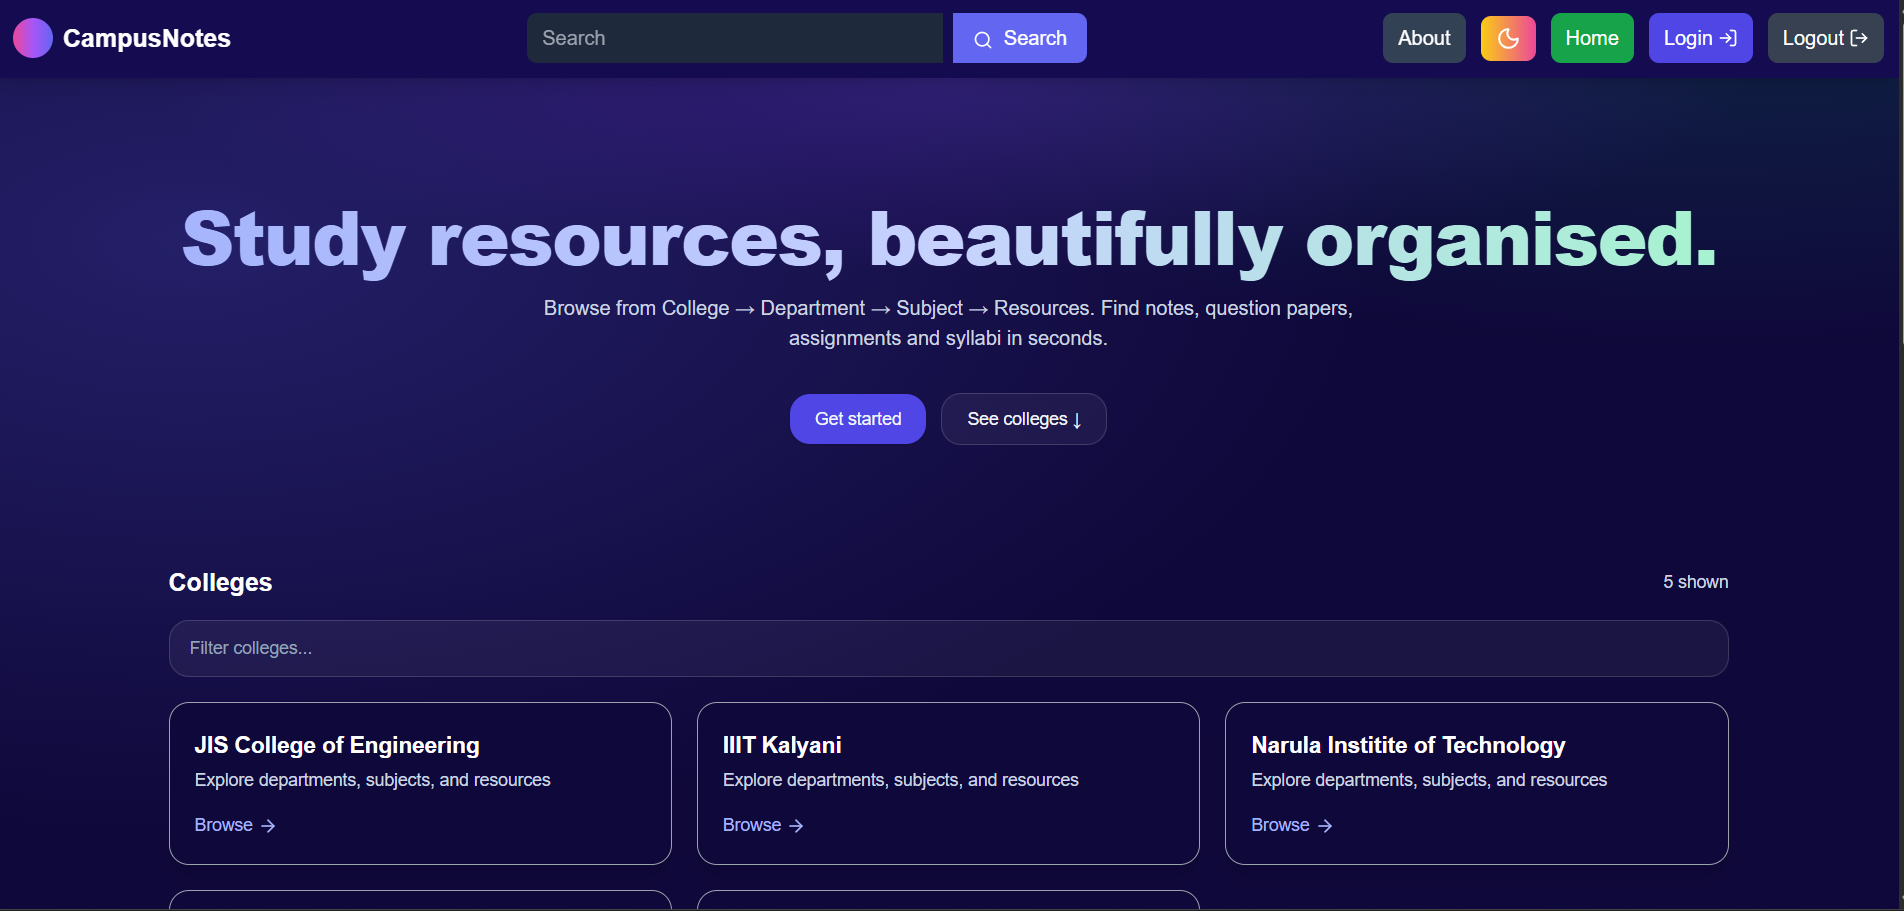 CampusNotes
Search
Search
About
Home
Login
Logout
Study resources, beautifully organised.
Browse from College → Department → Subject → Resources. Find notes, question papers,
assignments and syllabi in seconds.
Get started
See colleges ↓
Colleges
5 shown
Filter colleges...
JIS College of Engineering
Explore departments, subjects, and resources
Browse →
IIIT Kalyani
Explore departments, subjects, and resources
Browse →
Narula Institite of Technology
Explore departments, subjects, and resources
Browse →